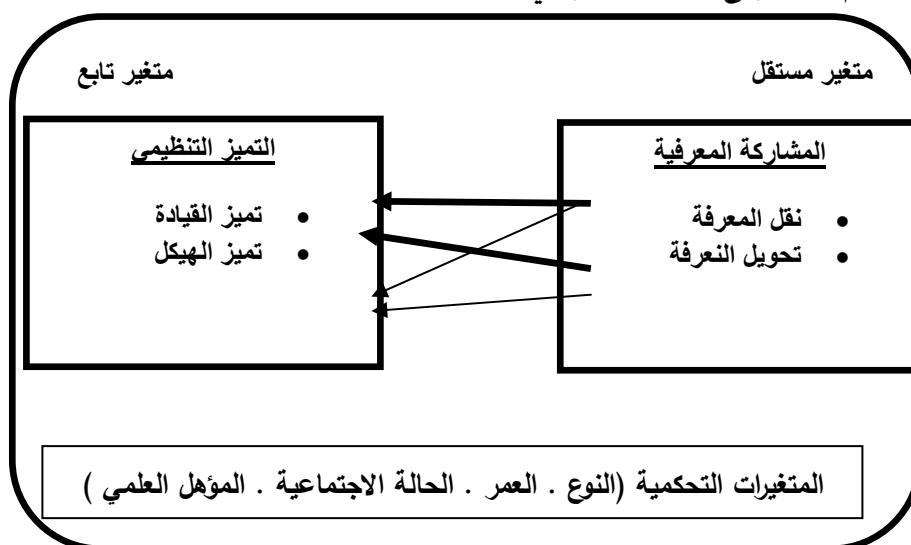 متغير مستقل
متغير تابع
المشاركة المعرفية
• نقل المعرفة
• تحويل النعرفة
التميز التنظيمي
• تميز القيادة
• تميز الهيكل
المتغيرات التحكمية (النوع . العمر . الحالة الاجتماعية . المؤهل العلمي )